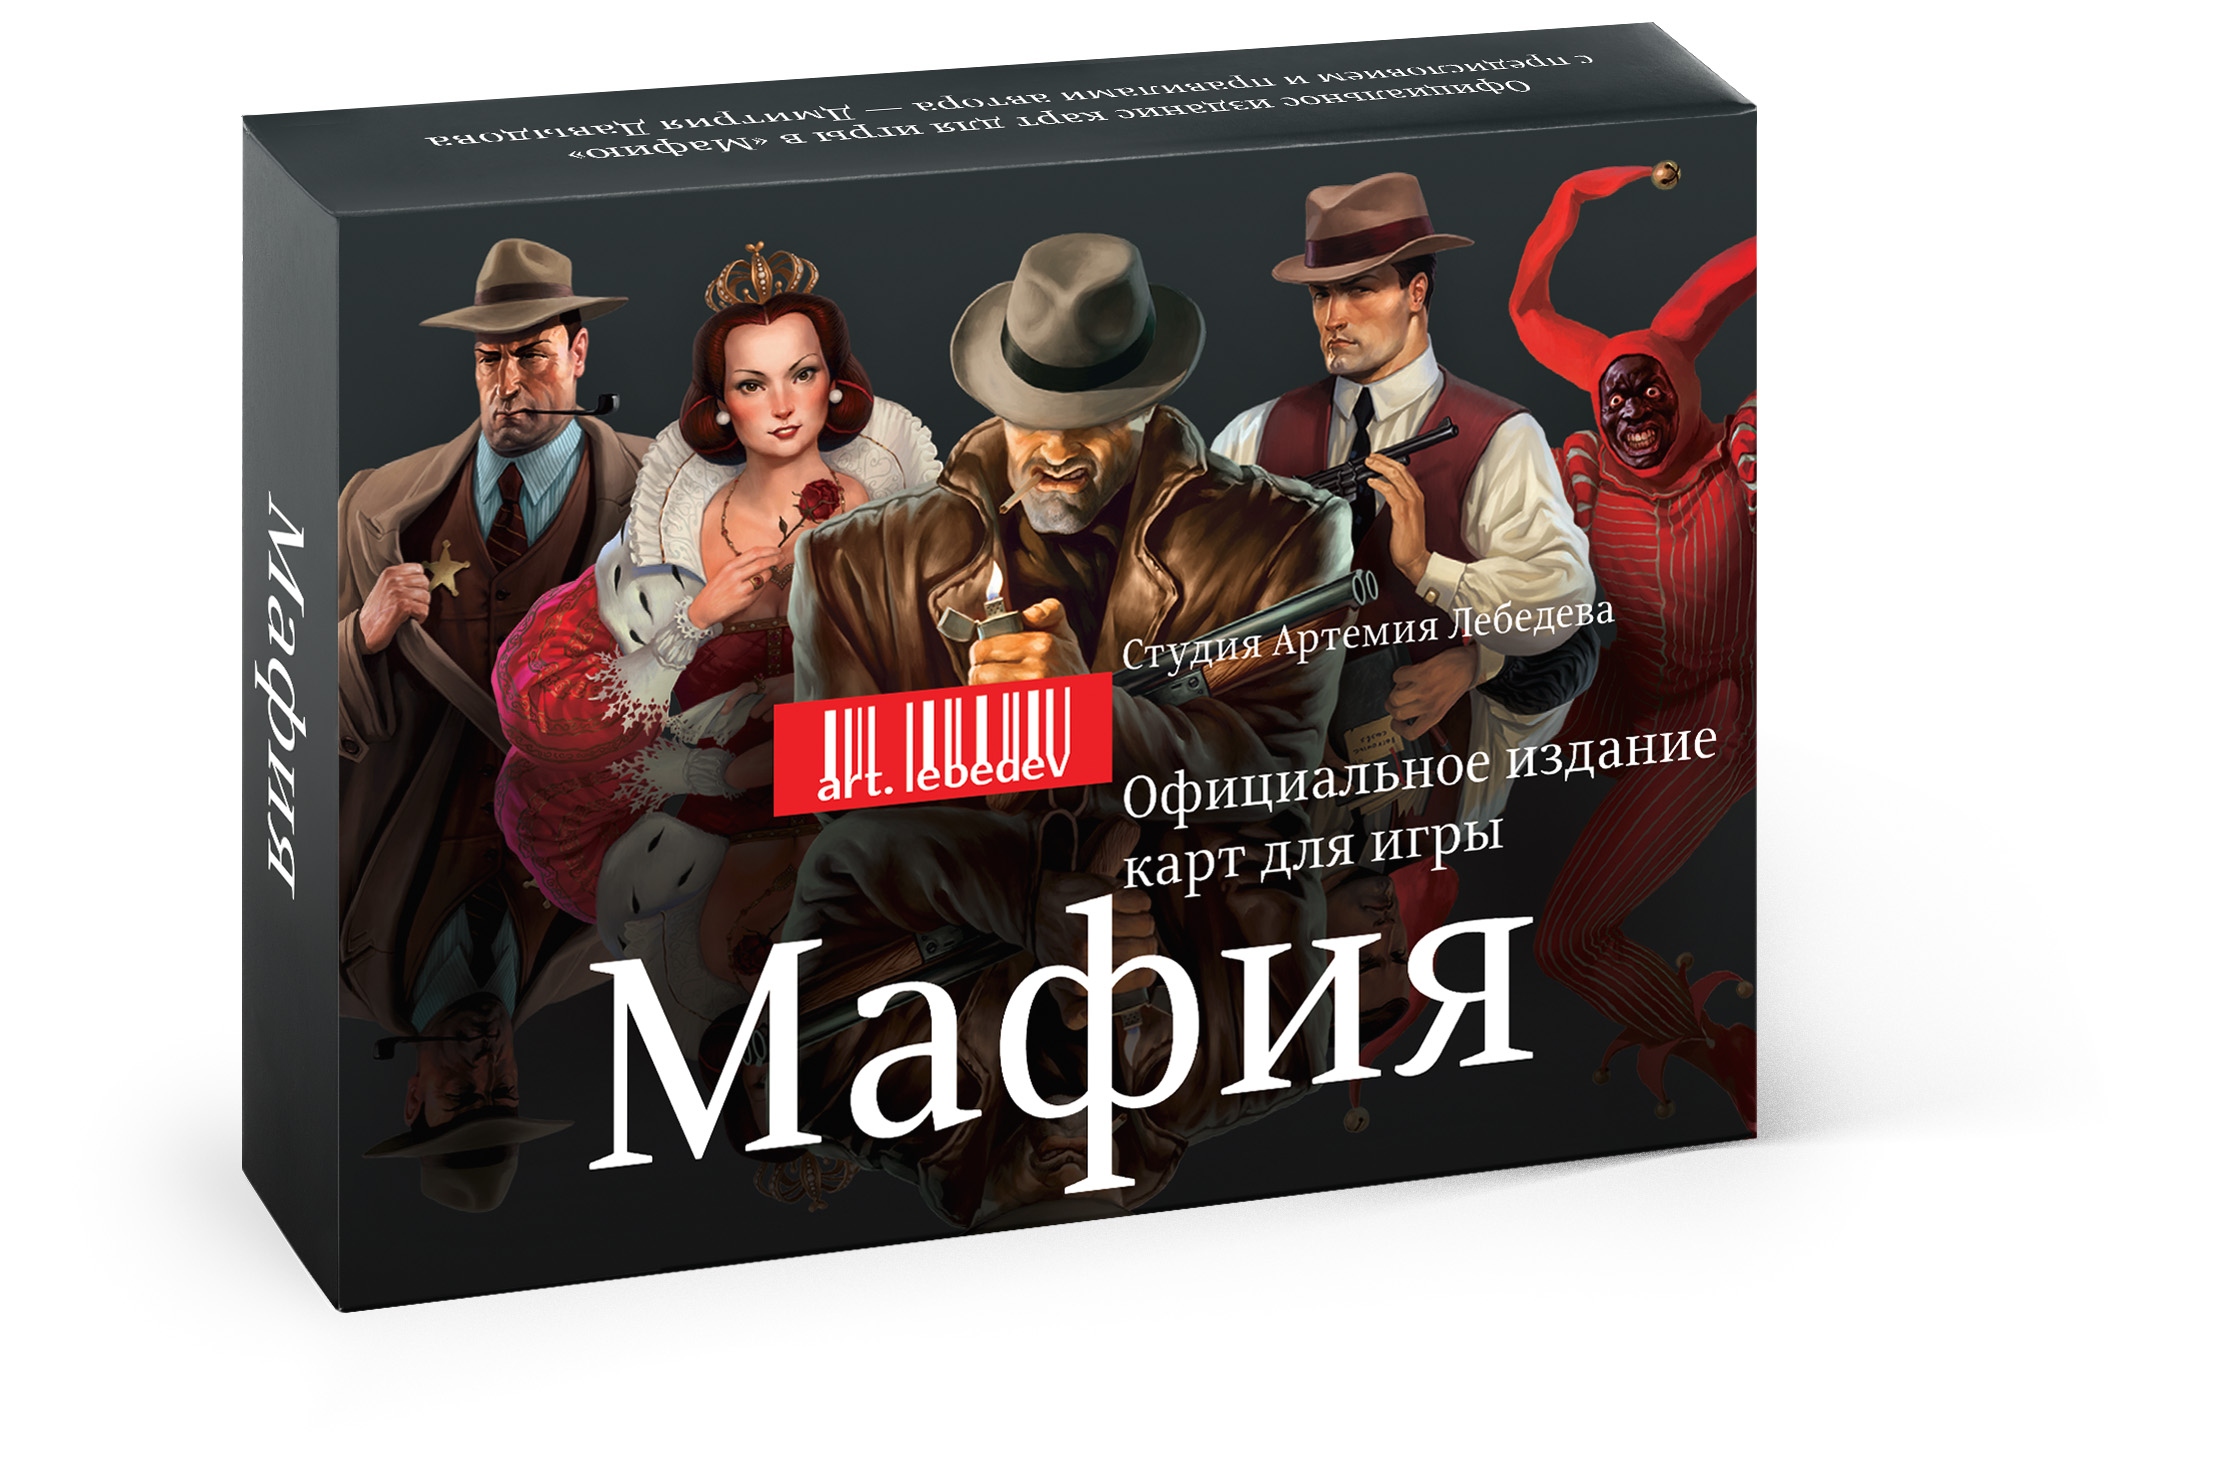 Официальное издание карт для игры в «Мафию»
с предисловием и правилами автора — Дмитрия Давыдова
Мафия
Студия Артемия Лебедева
art. lebedev
Официальное издание
карт для игры
Мафия